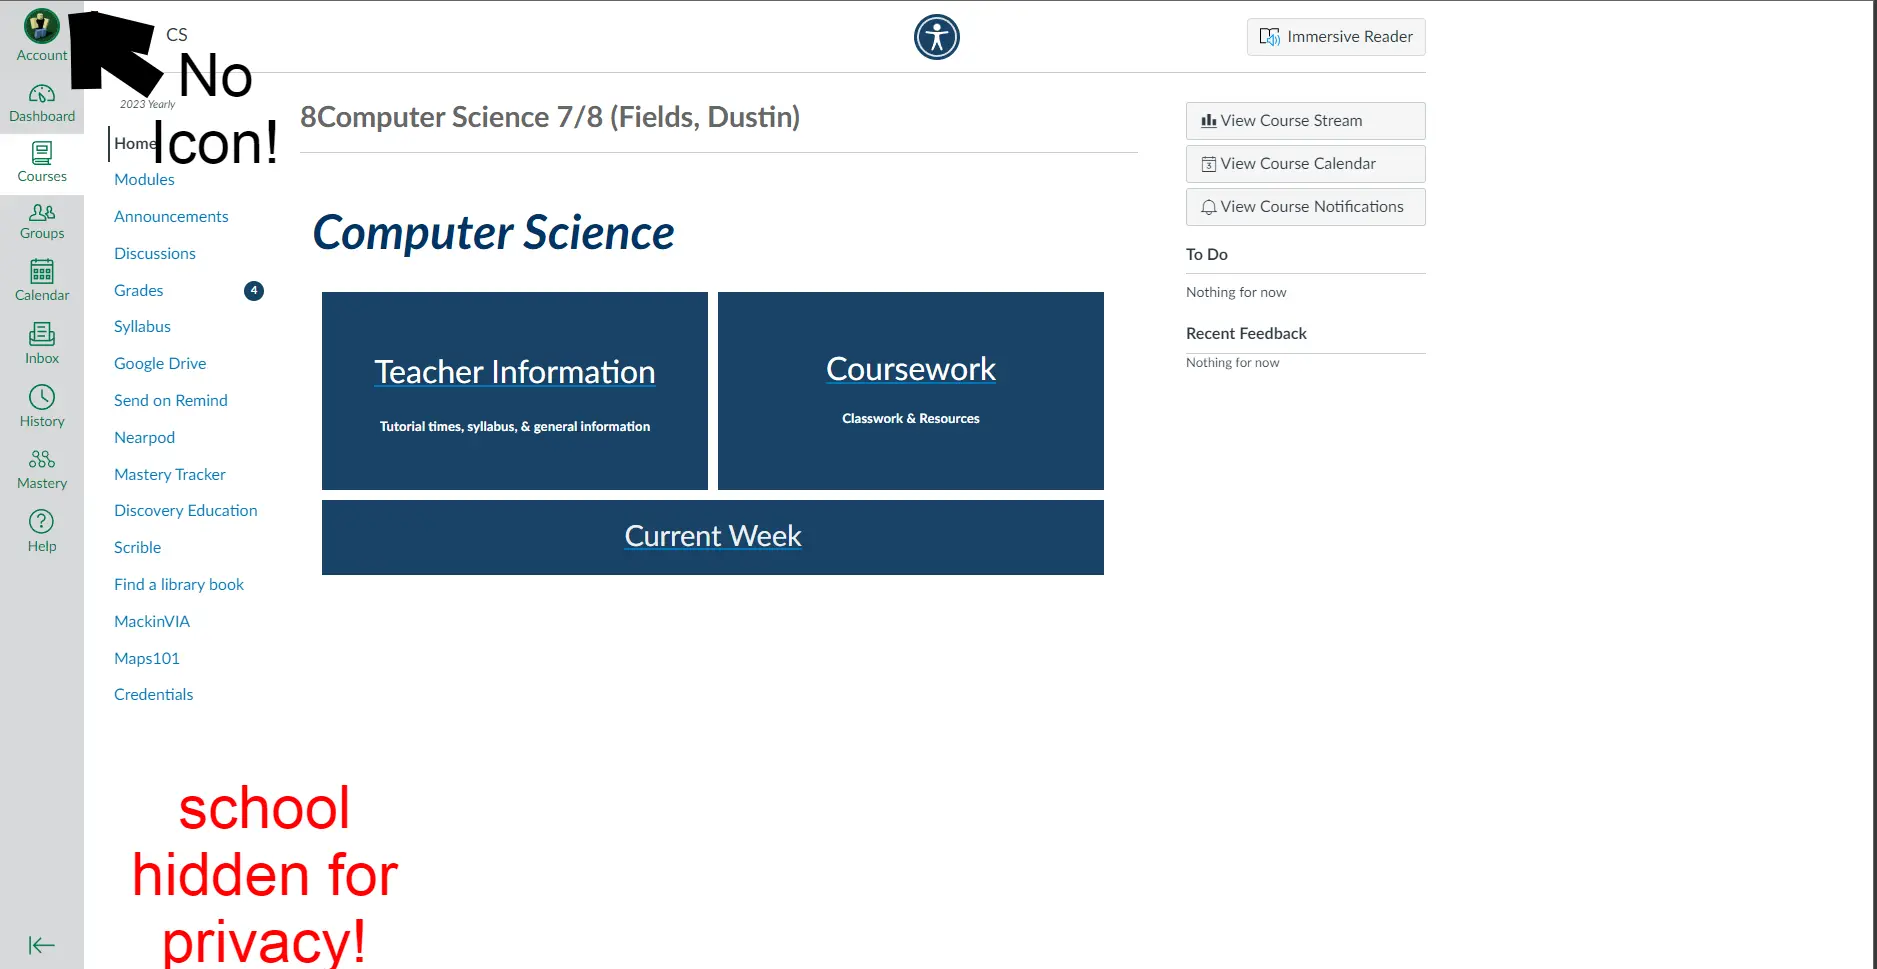 Account
Dashboard
Courses
Groups
Calendar
Inbox
History
Mastery
Help
CS
No
Icon!
2023 Yearly
Home
Modules
Announcements
Discussions
Grades 4
Syllabus
Google Drive
Send on Remind
Nearpod
Mastery Tracker
Discovery Education
Scrible
Find a library book
MackinVIA
Maps101
Credentials
school
hidden for
privacy!
8Computer Science 7/8 (Fields, Dustin)
Computer Science
Teacher Information
Tutorial times, syllabus, & general information
Coursework
Classwork & Resources
Current Week
Immersive Reader
View Course Stream
3 View Course Calendar
View Course Notifications
To Do
Nothing for now
Recent Feedback
Nothing for now